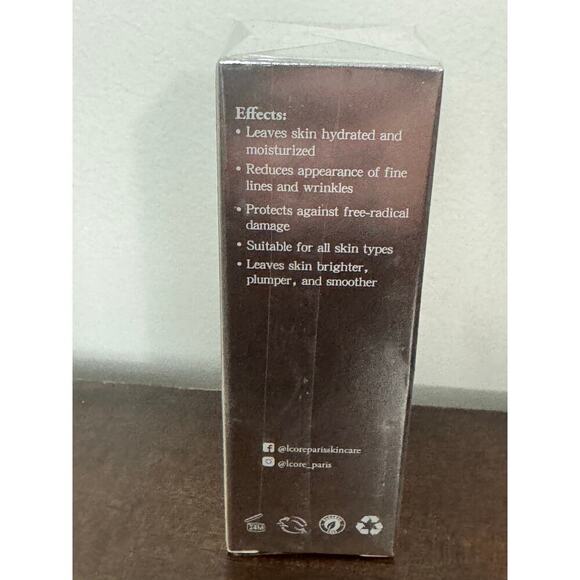 Effects:
• Leaves skin hydrated and
moisturized
• Reduces appearance of fine
lines and wrinkles
• Protects against free-radical
damage
• Suitable for all skin types
• Leaves skin brighter,
plumper, and smoother
@lcoreparisskincare
@lcore_paris
24M